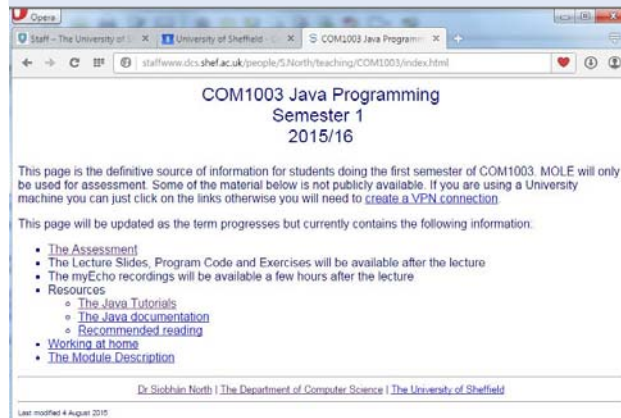 Opera
Staff – The University of S
University of Sheffield -
COM1003 Java Programm
staffwww.dcs.shef.ac.uk/people/S.North/teaching/COM1003/index.html
COM1003 Java Programming
Semester 1
2015/16
This page is the definitive source of information for students doing the first semester of COM1003. MOLE will only
be used for assessment. Some of the material below is not publicly available. If you are using a University
machine you can just click on the links otherwise you will need to create a VPN connection.
This page will be updated as the term progresses but currently contains the following information:
• The Assessment
• The Lecture Slides, Program Code and Exercises will be available after the lecture
• The myEcho recordings will be available a few hours after the lecture
• Resources
○ The Java Tutorials
○ The Java documentation
○ Recommended reading
• Working at home
• The Module Description
Dr Siobhán North | The Department of Computer Science | The University of Sheffield
Last modified 4 August 2015